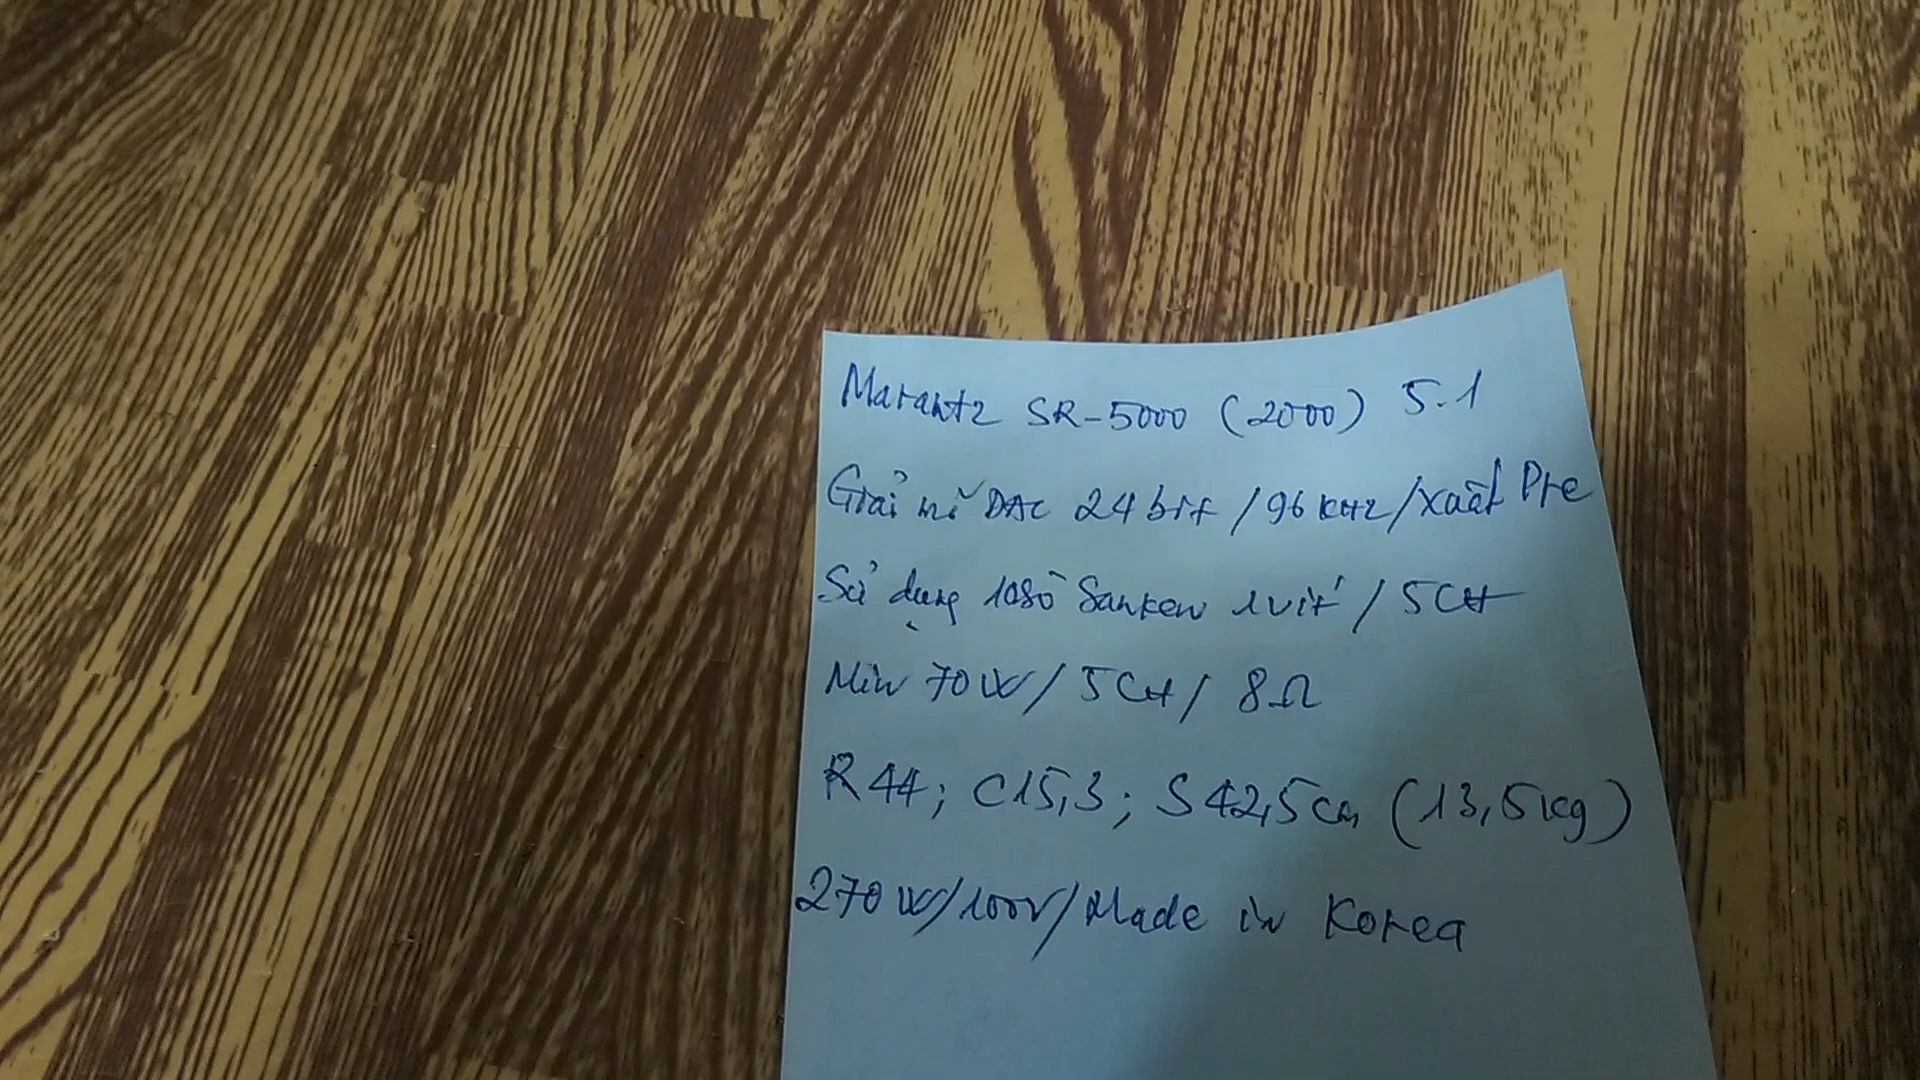 Marantz SR-5000 (2000) 5.1
Giải mã DAC 24 bit / 96 KHz / xuất Pre
Sử dụng 10 sò Sanken 1 vít / 5CH
Min 70W / 5CH / 8Ω
R 44; C 15,3; S 42,5 cm (13,5 kg)
270 W / 100V / Made in Korea